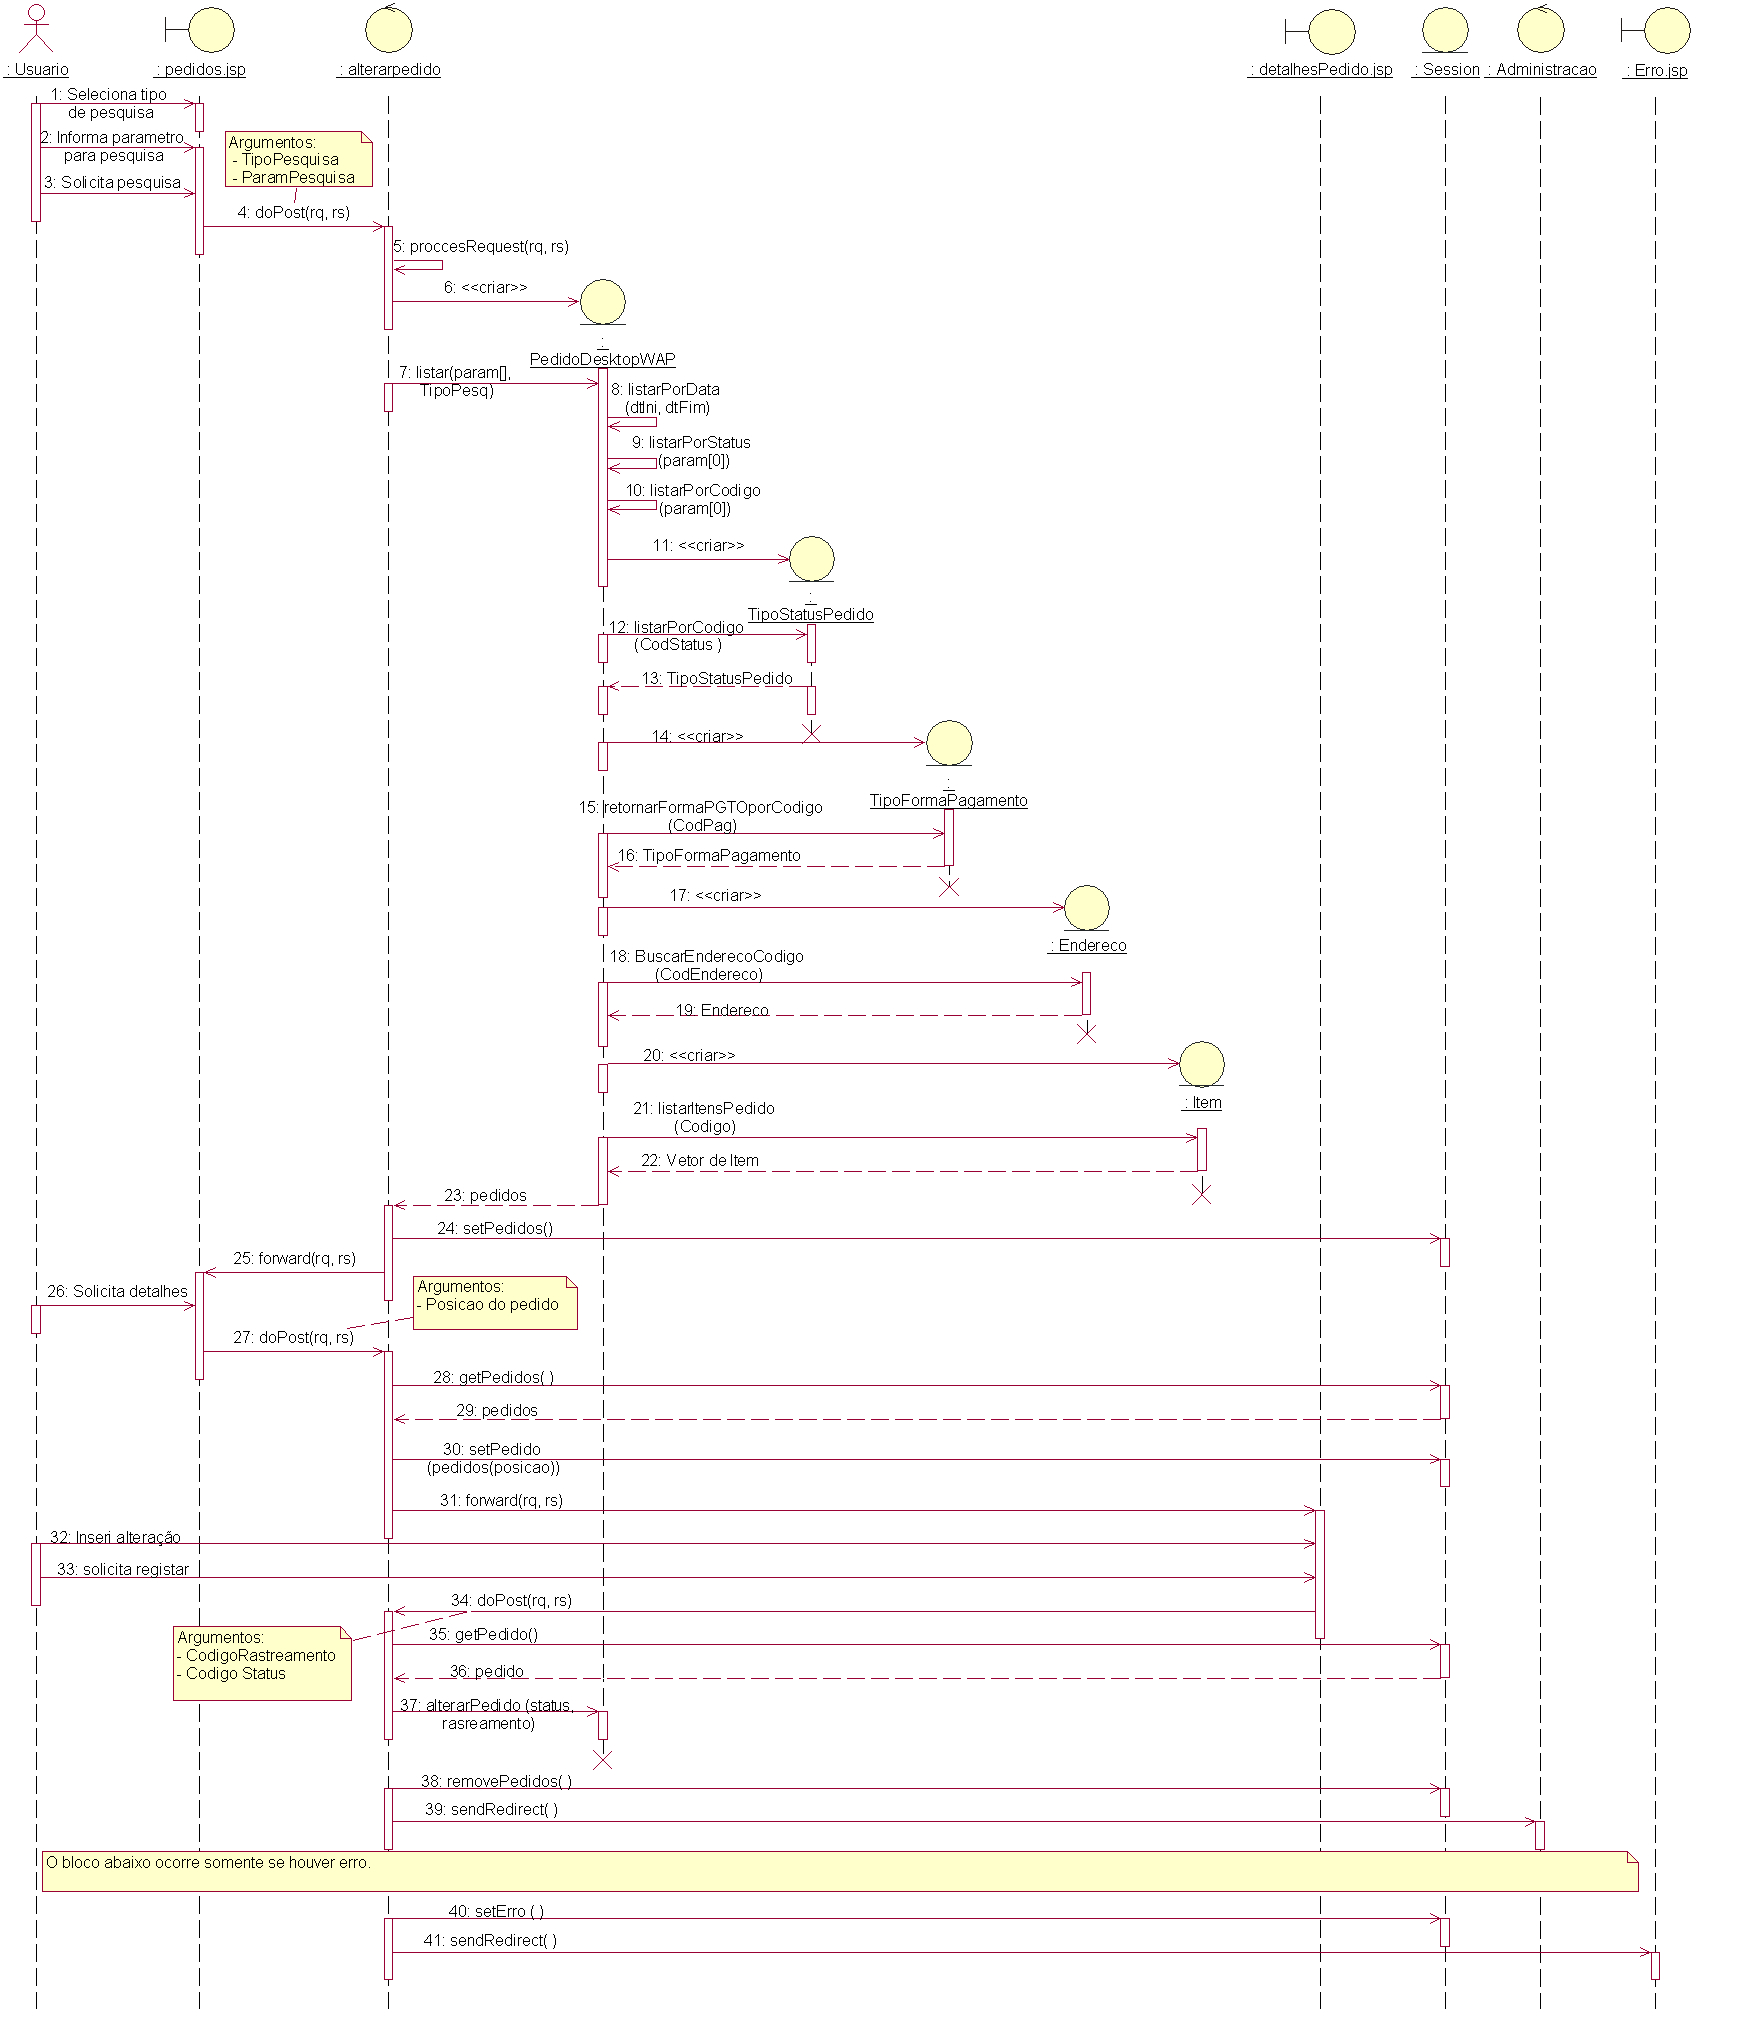 : Usuario
: pedidos.jsp
: alterarpedido
: detalhesPedido.jsp
: Session
: Administracao
: Erro.jsp
1: Seleciona tipo
de pesquisa
2: Informa parametro
para pesquisa
3: Solicita pesquisa
Argumentos:
- TipoPesquisa
- ParamPesquisa
4: doPost(rq, rs)
5: proccesRequest(rq, rs)
6: <<criar>>
:
PedidoDesktopWAP
7: listar(param[],
TipoPesq)
8: listarPorData
(dtIni, dtFim)
9: listarPorStatus
(param[0])
10: listarPorCodigo
(param[0])
11: <<criar>>
:
TipoStatusPedido
12: listarPorCodigo
(CodStatus )
13: TipoStatusPedido
14: <<criar>>
:
TipoFormaPagamento
15: retornarFormaPGTOporCodigo
(CodPag)
16: TipoFormaPagamento
17: <<criar>>
: Endereco
18: BuscarEnderecoCodigo
(CodEndereco)
19: Endereco
20: <<criar>>
: Item
21: listarItensPedido
(Codigo)
22: Vetor de Item
23: pedidos
24: setPedidos()
25: forward(rq, rs)
26: Solicita detalhes
Argumentos:
- Posicao do pedido
27: doPost(rq, rs)
28: getPedidos( )
29: pedidos
30: setPedido
(pedidos(posicao))
31: forward(rq, rs)
32: Inseri alteração
33: solicita registar
34: doPost(rq, rs)
Argumentos:
- CodigoRastreamento
- Codigo Status
35: getPedido()
36: pedido
37: alterarPedido (status,
rasreamento)
38: removePedidos( )
39: sendRedirect( )
O bloco abaixo ocorre somente se houver erro.
40: setErro ( )
41: sendRedirect( )